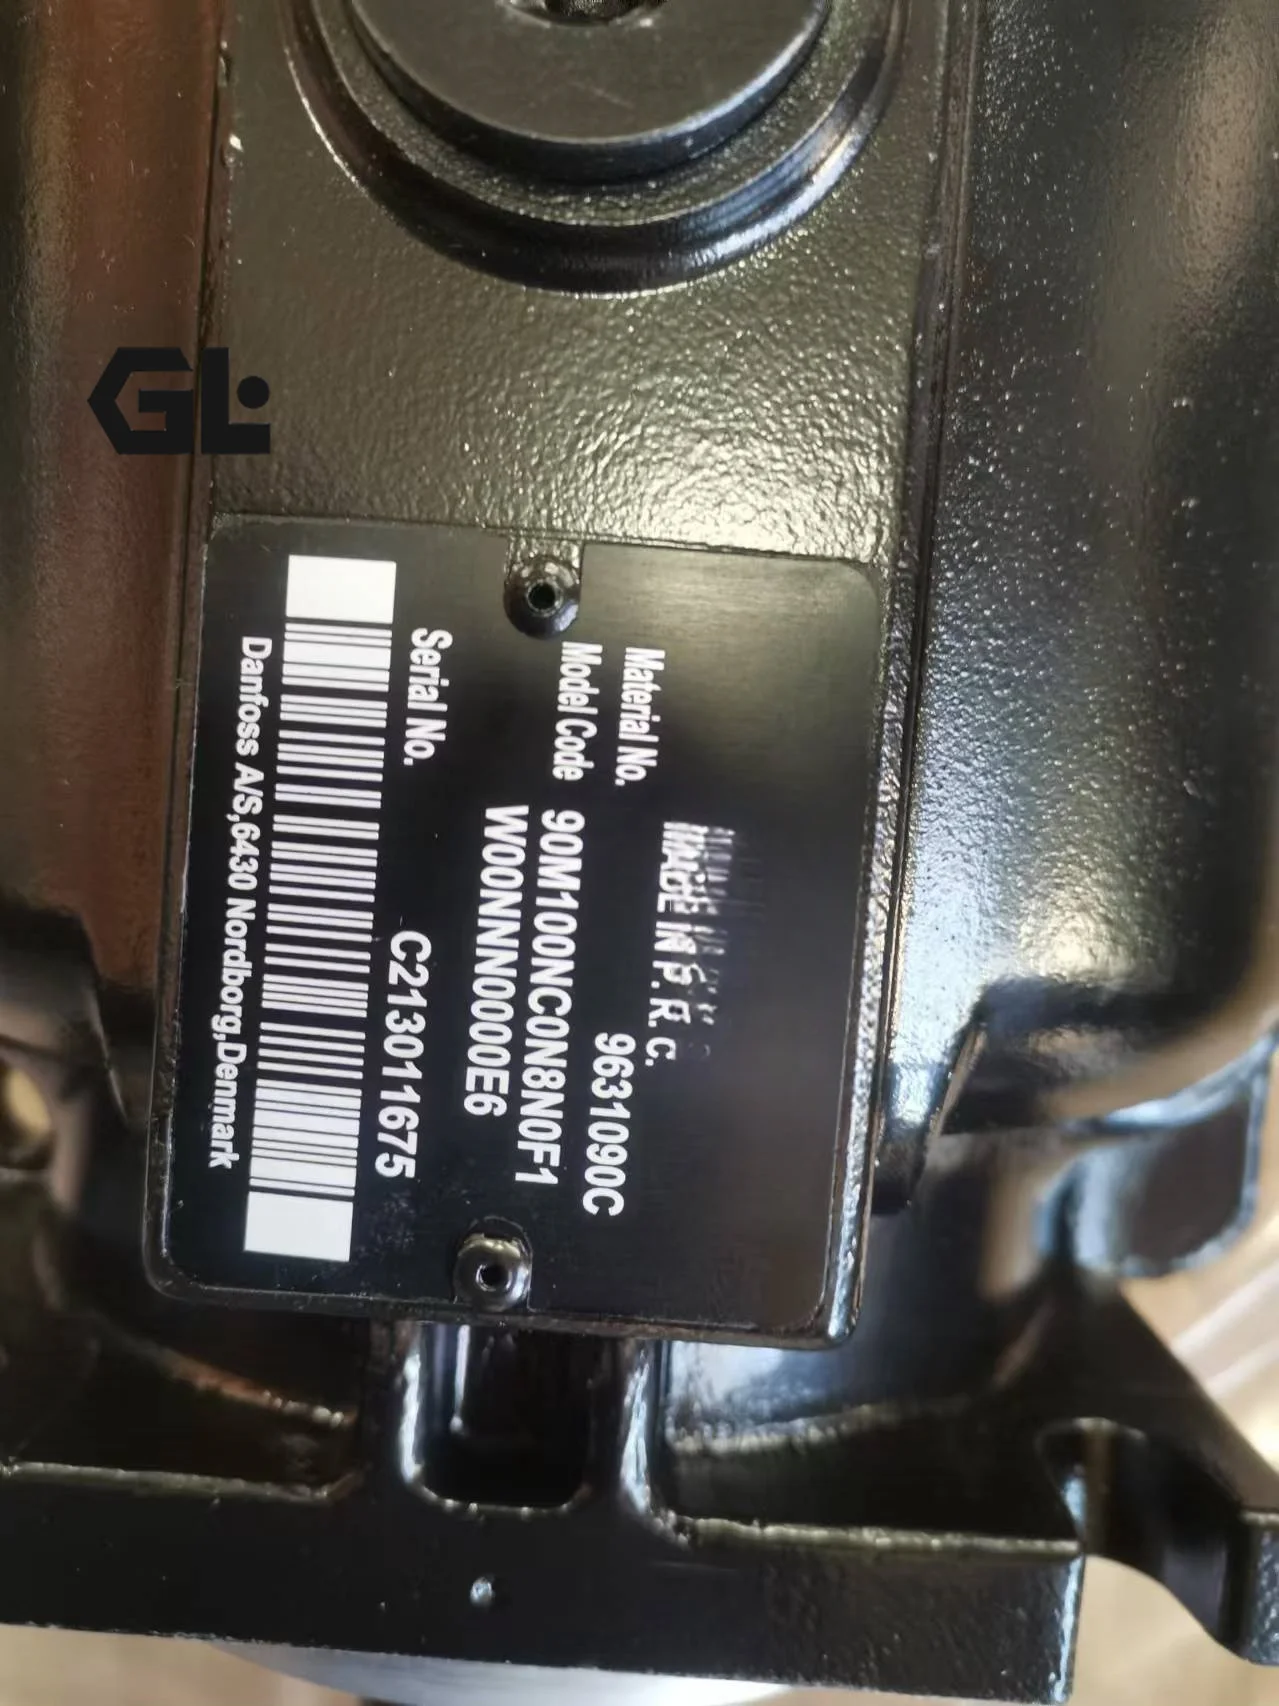 GL
MADE IN P.R.C.
Material No. 9631090C
Model Code 90M100NC0N8N0F1
W00NNN0000E6
Serial No. C213011675
Danfoss A/S,6430 Nordborg,Denmark